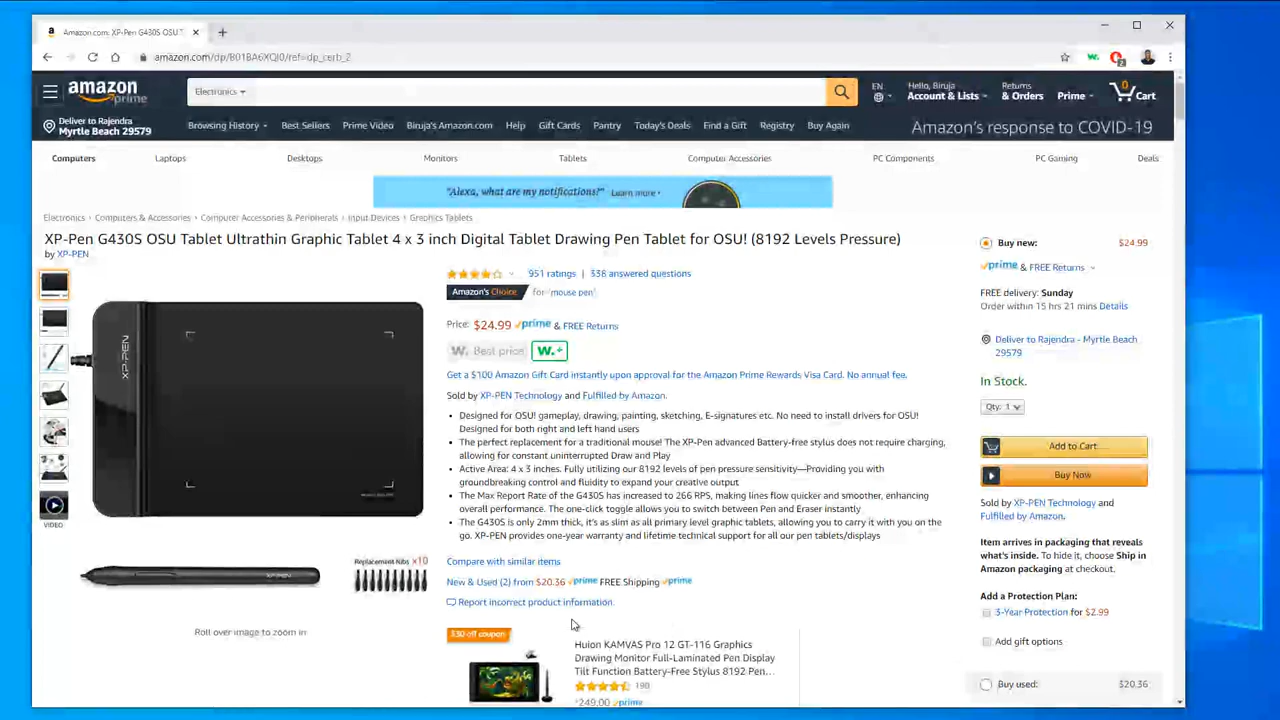 Amazon.com: XP-Pen G430S OSU T
amazon.com/dp/B01BA6XQI0/ref=dp_cerb_2
2
amazon
prime
Electronics
EN
Hello, Biruja
Account & Lists
Returns
& Orders
Prime
0
Cart
Deliver to Rajendra
Myrtle Beach 29579
Browsing History
Best Sellers
Prime Video
Biruja's Amazon.com
Help
Gift Cards
Pantry
Today's Deals
Find a Gift
Registry
Buy Again
Amazon's response to COVID-19
Computers
Laptops
Desktops
Monitors
Tablets
Computer Accessories
PC Components
PC Gaming
Deals
"Alexa, what are my notifications?" Learn more ›
Electronics › Computers & Accessories › Computer Accessories & Peripherals › Input Devices › Graphics Tablets
XP-Pen G430S OSU Tablet Ultrathin Graphic Tablet 4 x 3 inch Digital Tablet Drawing Pen Tablet for OSU! (8192 Levels Pressure)
by XP-PEN
951 ratings | 338 answered questions
Amazon's Choice for "mouse pen"
Price: $24.99 prime & FREE Returns
W. Best price W.+
Get a $100 Amazon Gift Card instantly upon approval for the Amazon Prime Rewards Visa Card. No annual fee.
Sold by XP-PEN Technology and Fulfilled by Amazon.
• Designed for OSU! gameplay, drawing, painting, sketching, E-signatures etc. No need to install drivers for OSU!
Designed for both right and left hand users
• The perfect replacement for a traditional mouse! The XP-Pen advanced Battery-free stylus does not require charging,
allowing for constant uninterrupted Draw and Play
• Active Area: 4 x 3 inches. Fully utilizing our 8192 levels of pen pressure sensitivity—Providing you with
groundbreaking control and fluidity to expand your creative output
• The Max Report Rate of the G430S has increased to 266 RPS, making lines flow quicker and smoother, enhancing
overall performance. The one-click toggle allows you to switch between Pen and Eraser instantly
• The G430S is only 2mm thick, it's as slim as all primary level graphic tablets, allowing you to carry it with you on the
go. XP-PEN provides one-year warranty and lifetime technical support for all our pen tablets/displays
Compare with similar items
New & Used (2) from $20.36 prime FREE Shipping prime
Report incorrect product information.
XP-PEN
VIDEO
XP-PEN
Replacement Nibs ×10
Roll over image to zoom in
$30 off coupon
Huion KAMVAS Pro 12 GT-116 Graphics
Drawing Monitor Full-Laminated Pen Display
Tilt Function Battery-Free Stylus 8192 Pen…
190
$249.00 prime
Buy new: $24.99
prime & FREE Returns
FREE delivery: Sunday
Order within 15 hrs 21 mins Details
Deliver to Rajendra - Myrtle Beach
29579
In Stock.
Qty: 1
Add to Cart
Buy Now
Sold by XP-PEN Technology and
Fulfilled by Amazon.
Item arrives in packaging that reveals
what's inside. To hide it, choose Ship in
Amazon packaging at checkout.
Add a Protection Plan:
3-Year Protection for $2.99
Add gift options
Buy used: $20.36